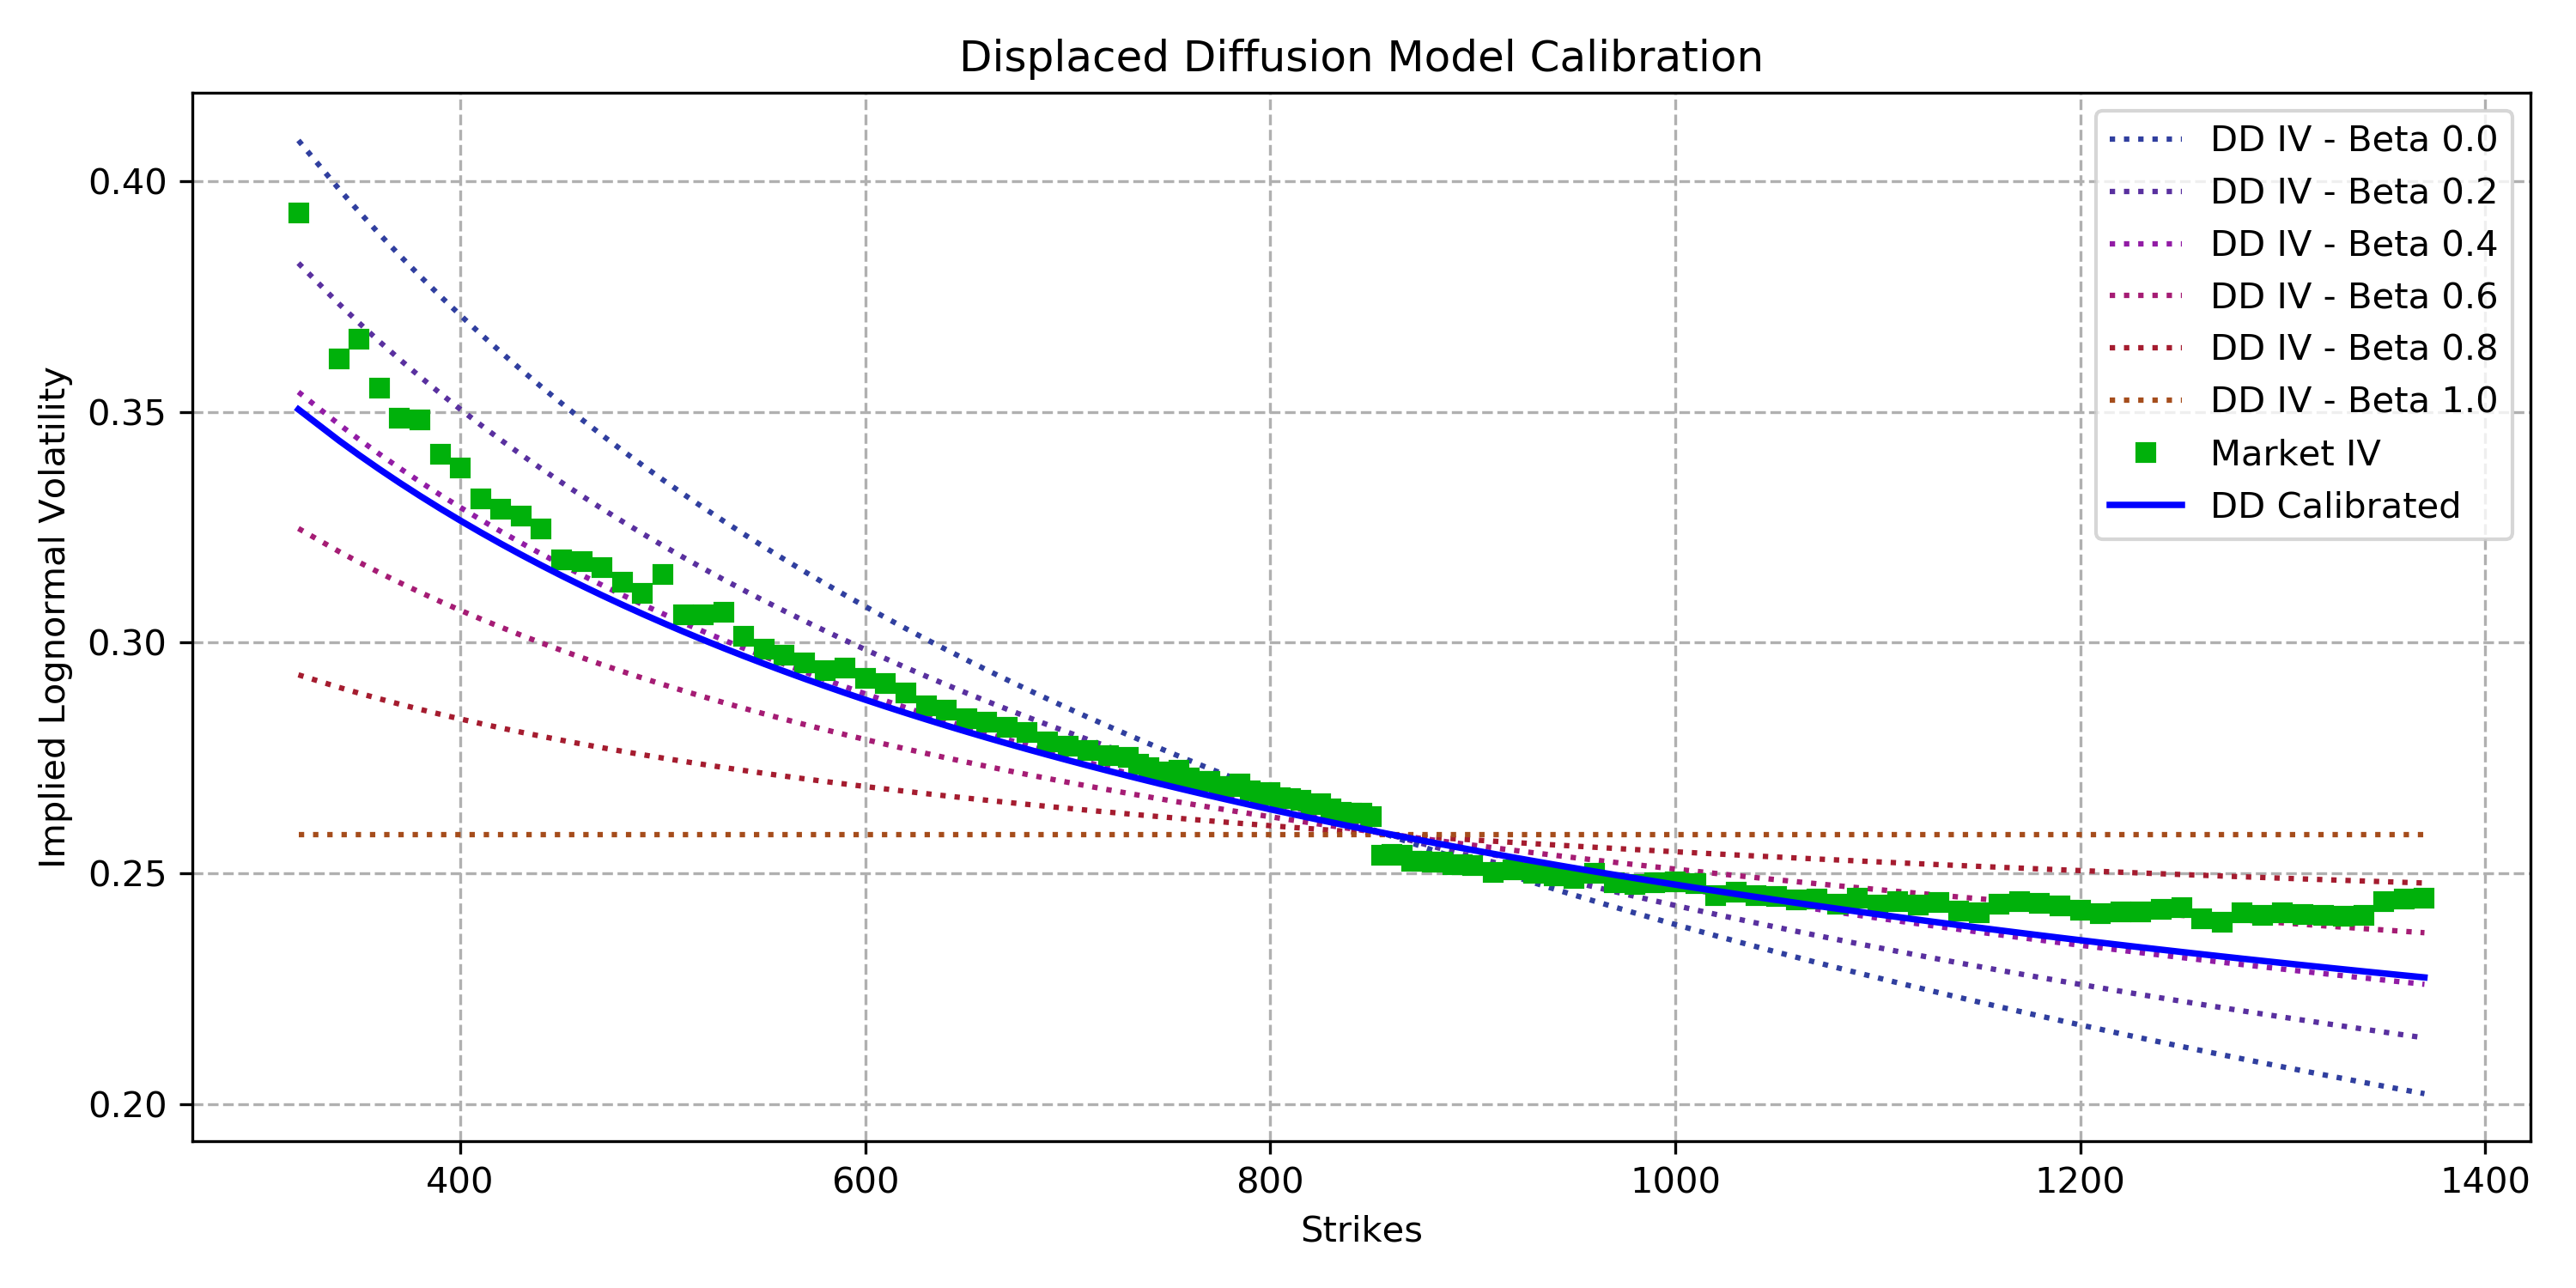 Displaced Diffusion Model Calibration
Implied Lognormal Volatility
0.40
0.35
0.30
0.25
0.20
DD IV - Beta 0.0
DD IV - Beta 0.2
DD IV - Beta 0.4
DD IV - Beta 0.6
DD IV - Beta 0.8
DD IV - Beta 1.0
Market IV
DD Calibrated
400 600 800 1000 1200 1400
Strikes